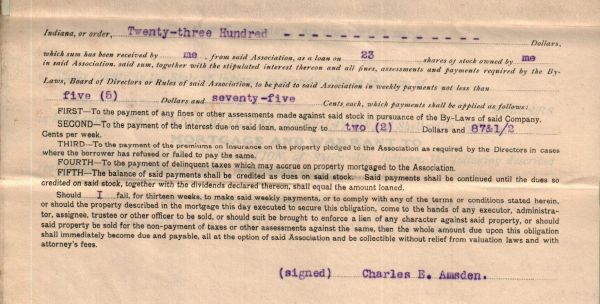 Indiana, or order, Twenty-three Hundred - - - - - - - - - - - - - - Dollars,
which sum has been received by me, from said Association, as a loan on 23 shares of stock owned by me
in said Association. said sum, together with the stipulated interest thereon and all fines, assessments and payments required by the By-
Laws, Board of Directors or Rules of said Association, to be paid to said Association in weekly payments not less than
five (5) Dollars and seventy-five Cents each, which payments shall be applied as follows:
FIRST—To the payment of any fines or other assessments made against said stock in pursuance of the By-Laws of said Company.
SECOND—To the payment of the interest due on said loan, amounting to two (2) Dollars and 87&1/2
Cents per week.
THIRD—To the payment of the premiums on Insurance on the property pledged to the Association as required by the Directors in cases
where the borrower has refused or failed to pay the same.
FOURTH—To the payment of delinquent taxes which may accrue on property mortgaged to the Association.
FIFTH—The balance of said payments shall be credited as dues on said stock. Said payments shall be continued until the dues so
credited on said stock, together with the dividends declared thereon, shall equal the amount loaned.
Should I fail, for thirteen weeks, to make said weekly payments, or to comply with any of the terms or conditions stated herein,
or should the property described in the mortgage this day executed to secure this obligation, come to the hands of any executor, administra-
tor, assignee, trustee or other officer to be sold, or should suit be brought to enforce a lien of any character against said property, or should
said property be sold for the non-payment of taxes or other assessments against the same, then the whole amount due upon this obligation
shall immediately become due and payable, all at the option of said Association and be collectible without relief from valuation laws and with
attorney's fees.
(signed) Charles E. Amsden.